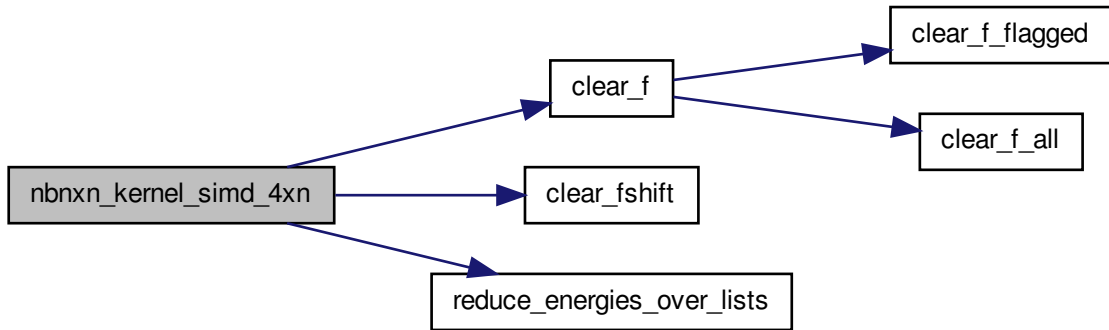 clear_f_flagged
clear_f
clear_f_all
nbnxn_kernel_simd_4xn
clear_fshift
reduce_energies_over_lists